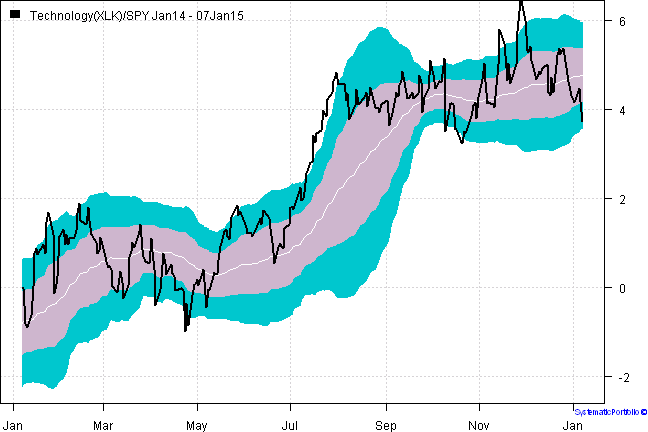 Technology(XLK)/SPY Jan14 - 07Jan15
6
4
2
0
-2
Jan Mar May Jul Sep Nov Jan
SystematicPortfolio ©